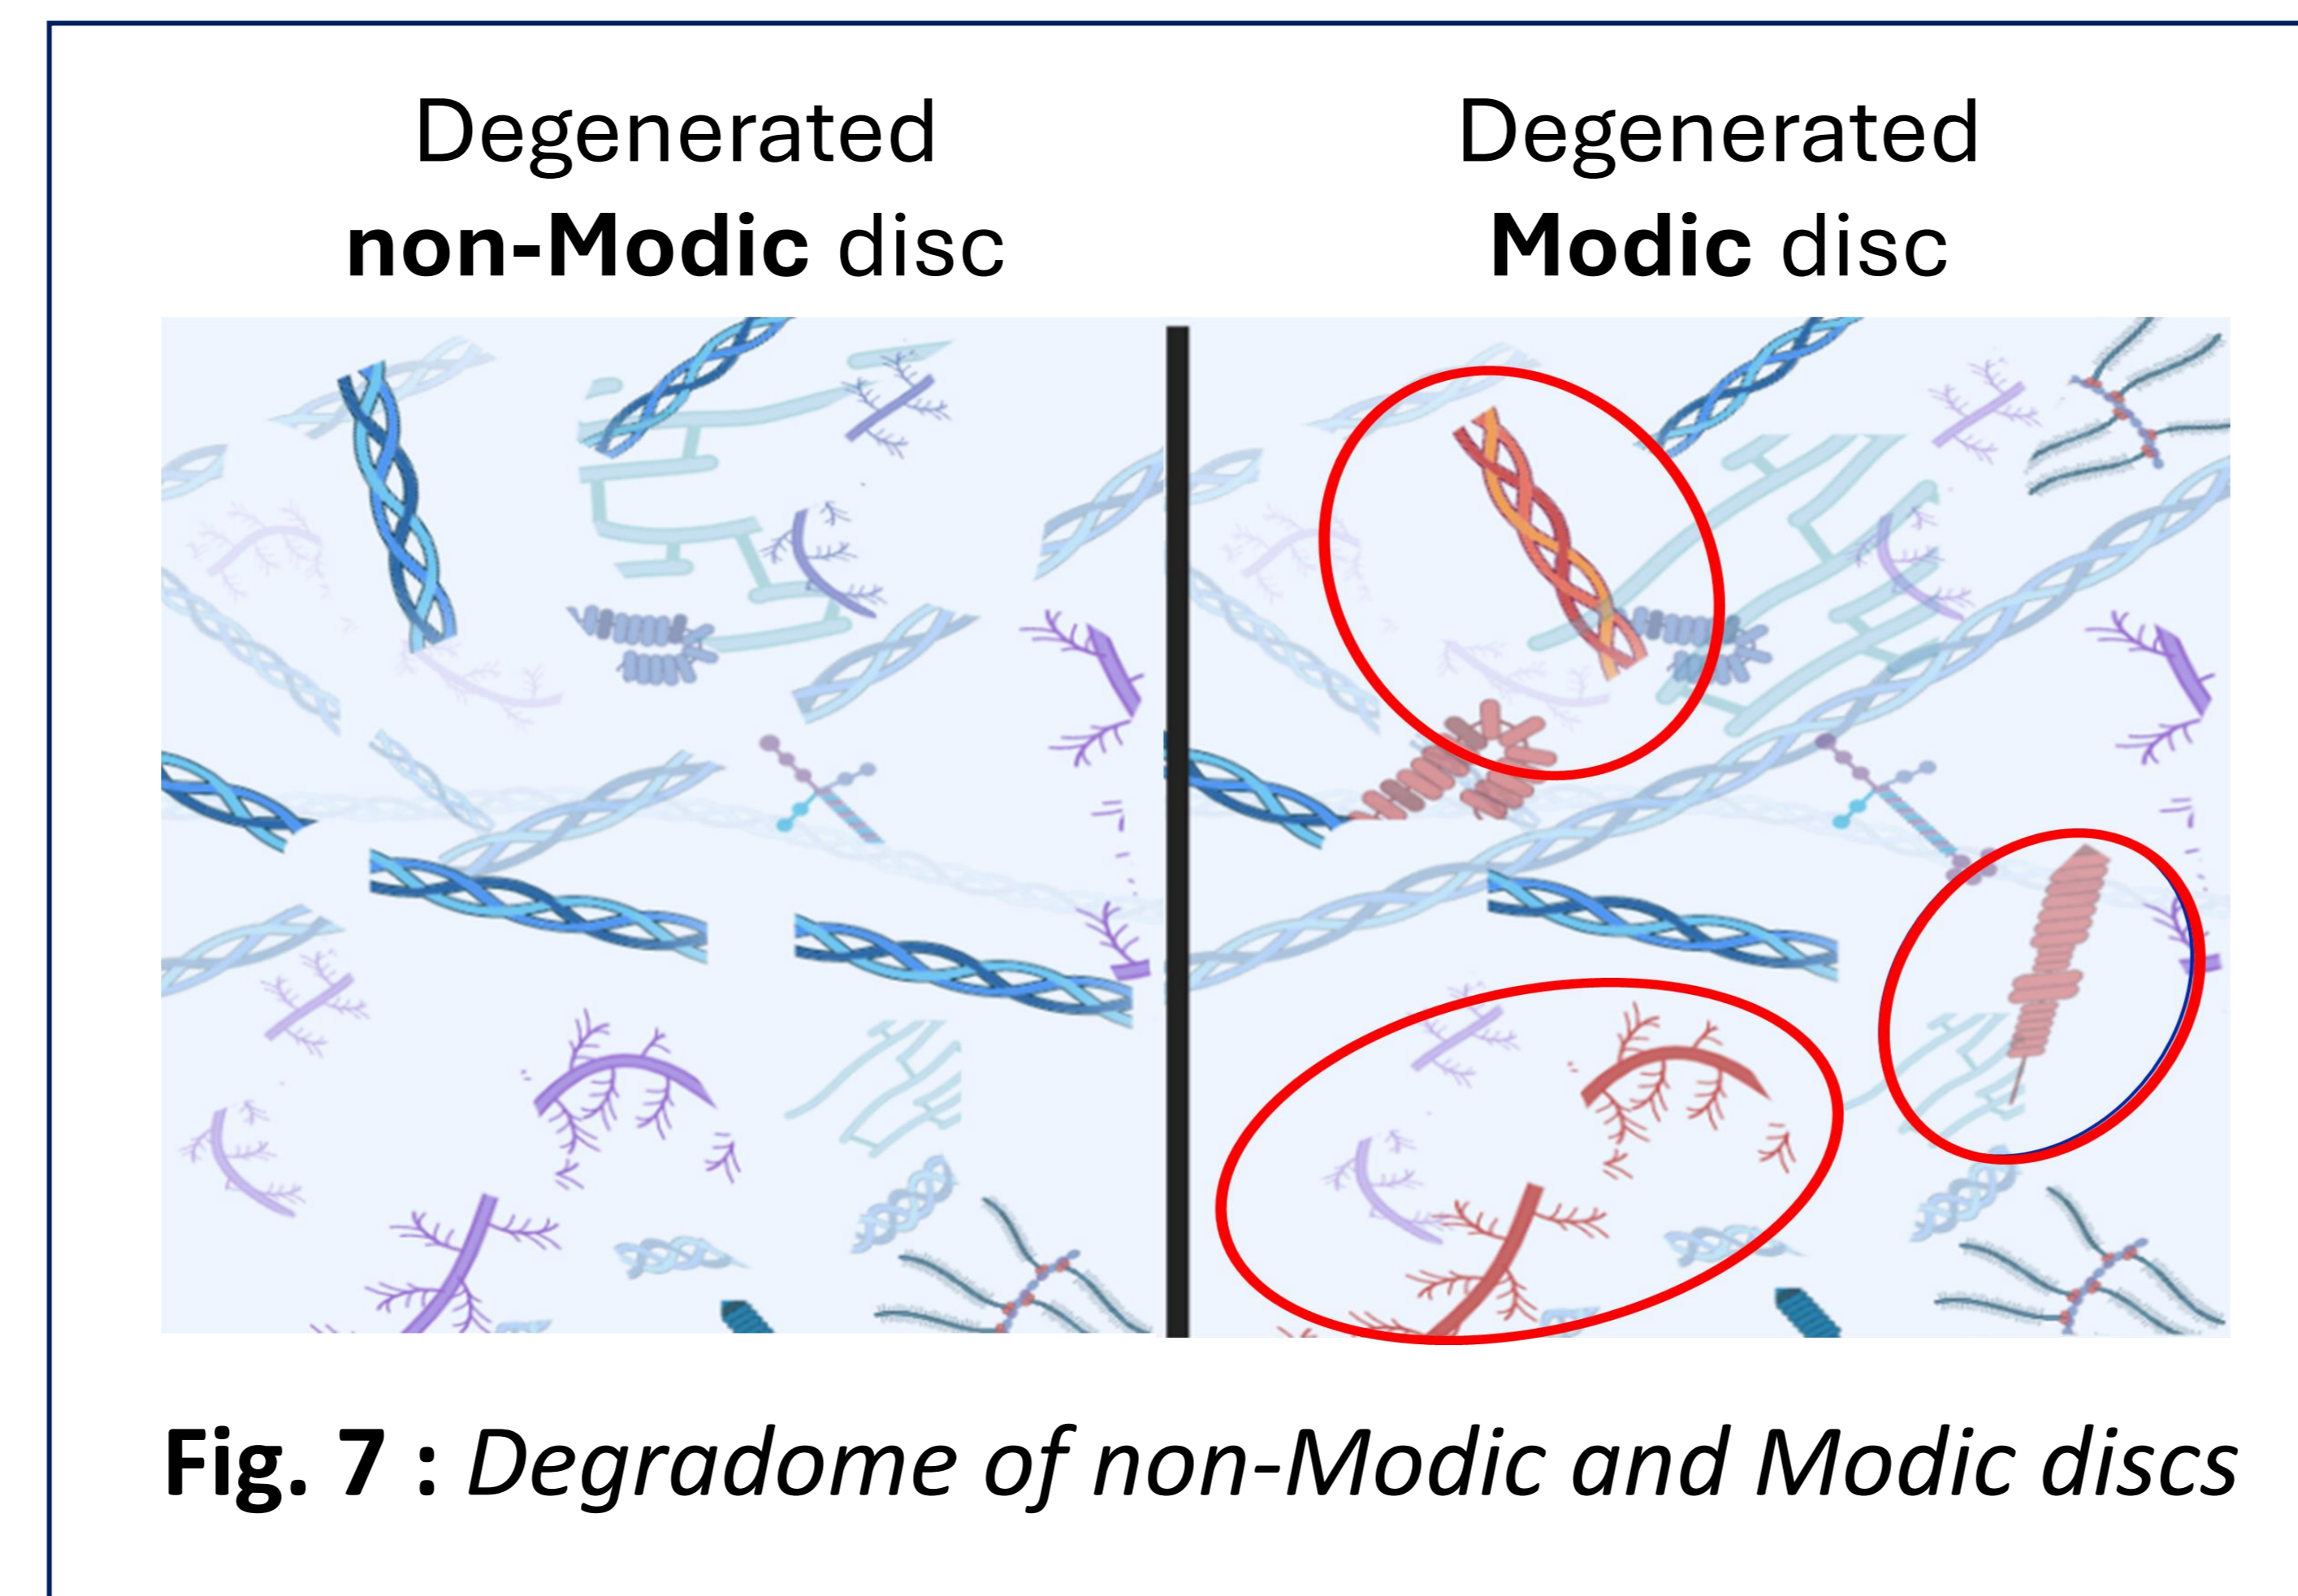 Degenerated
non-Modic disc
Degenerated
Modic disc
Fig. 7 : Degradome of non-Modic and Modic discs